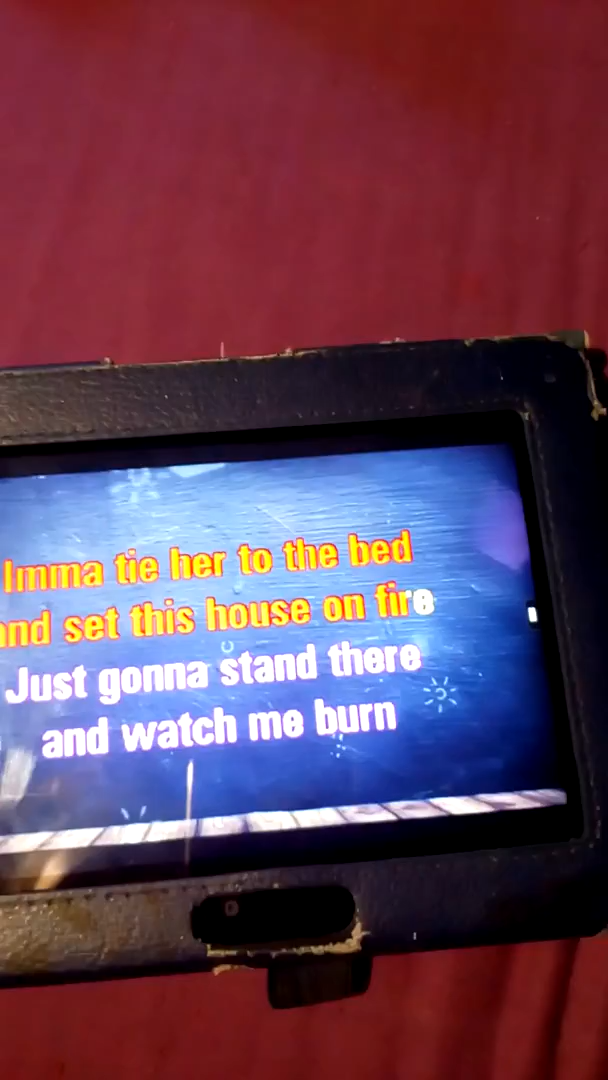 Imma tie her to the bed
and set this house on fire
Just gonna stand there
and watch me burn